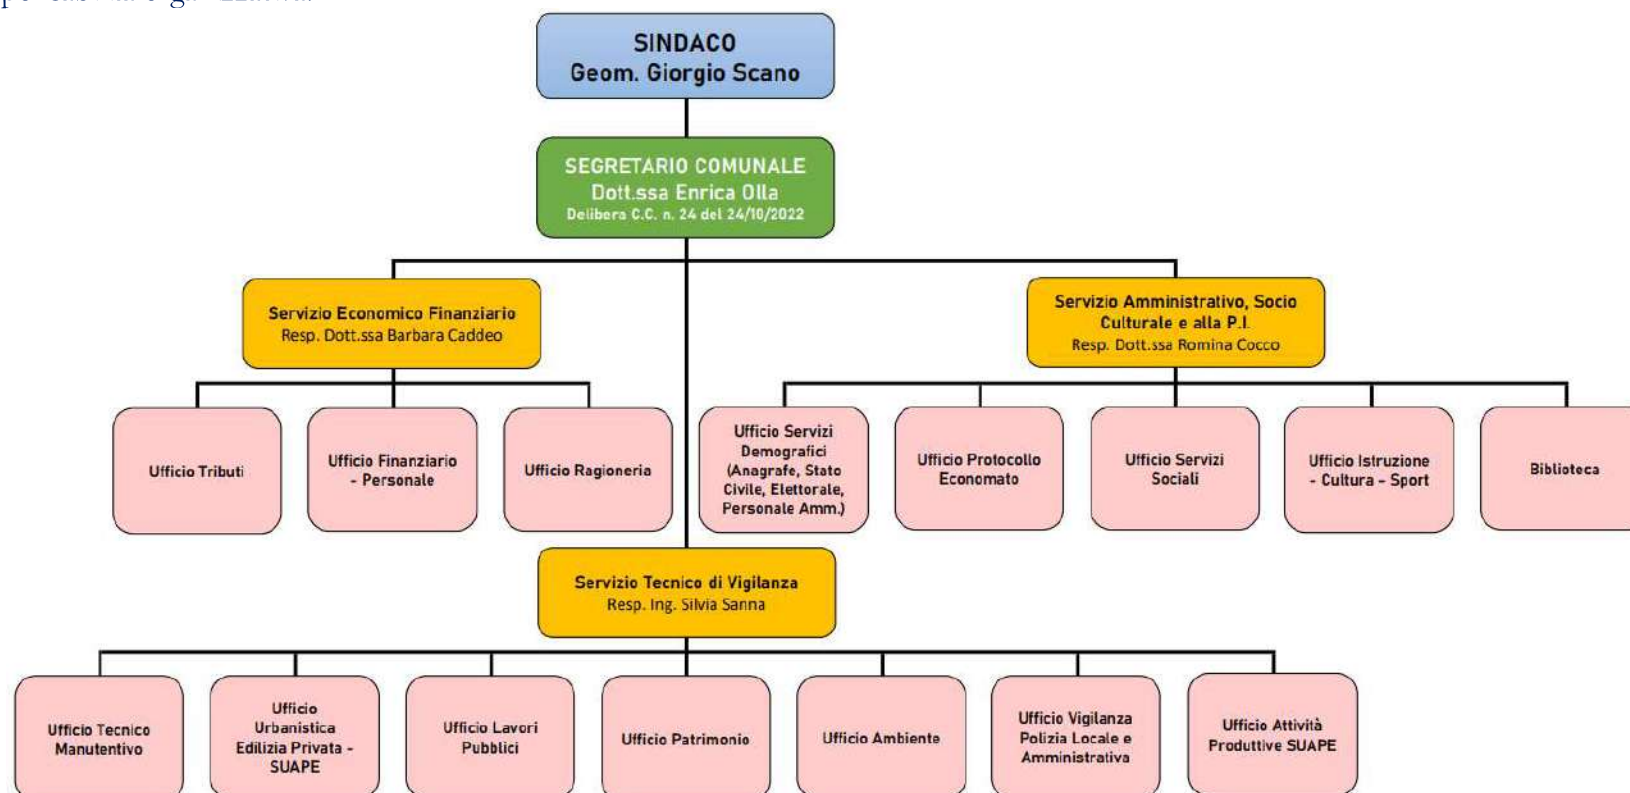 SINDACO
Geom. Giorgio Scano
SEGRETARIO COMUNALE
Dott.ssa Enrica Olla
Delibera C.C. n. 24 del 24/10/2022
Servizio Economico Finanziario
Resp. Dott.ssa Barbara Caddeo
Servizio Amministrativo, Socio
Culturale e alla P.I.
Resp. Dott.ssa Romina Cocco
Ufficio Tributi
Ufficio Finanziario
- Personale
Ufficio Ragioneria
Ufficio Servizi
Demografici
(Anagrafe, Stato
Civile, Elettorale,
Personale Amm.)
Ufficio Protocollo
Economato
Ufficio Servizi
Sociali
Ufficio Istruzione
- Cultura - Sport
Biblioteca
Servizio Tecnico di Vigilanza
Resp. Ing. Silvia Sanna
Ufficio Tecnico
Manutentivo
Ufficio
Urbanistica
Edilizia Privata -
SUAPE
Ufficio Lavori
Pubblici
Ufficio Patrimonio
Ufficio Ambiente
Ufficio Vigilanza
Polizia Locale e
Amministrativa
Ufficio Attività
Produttive SUAPE